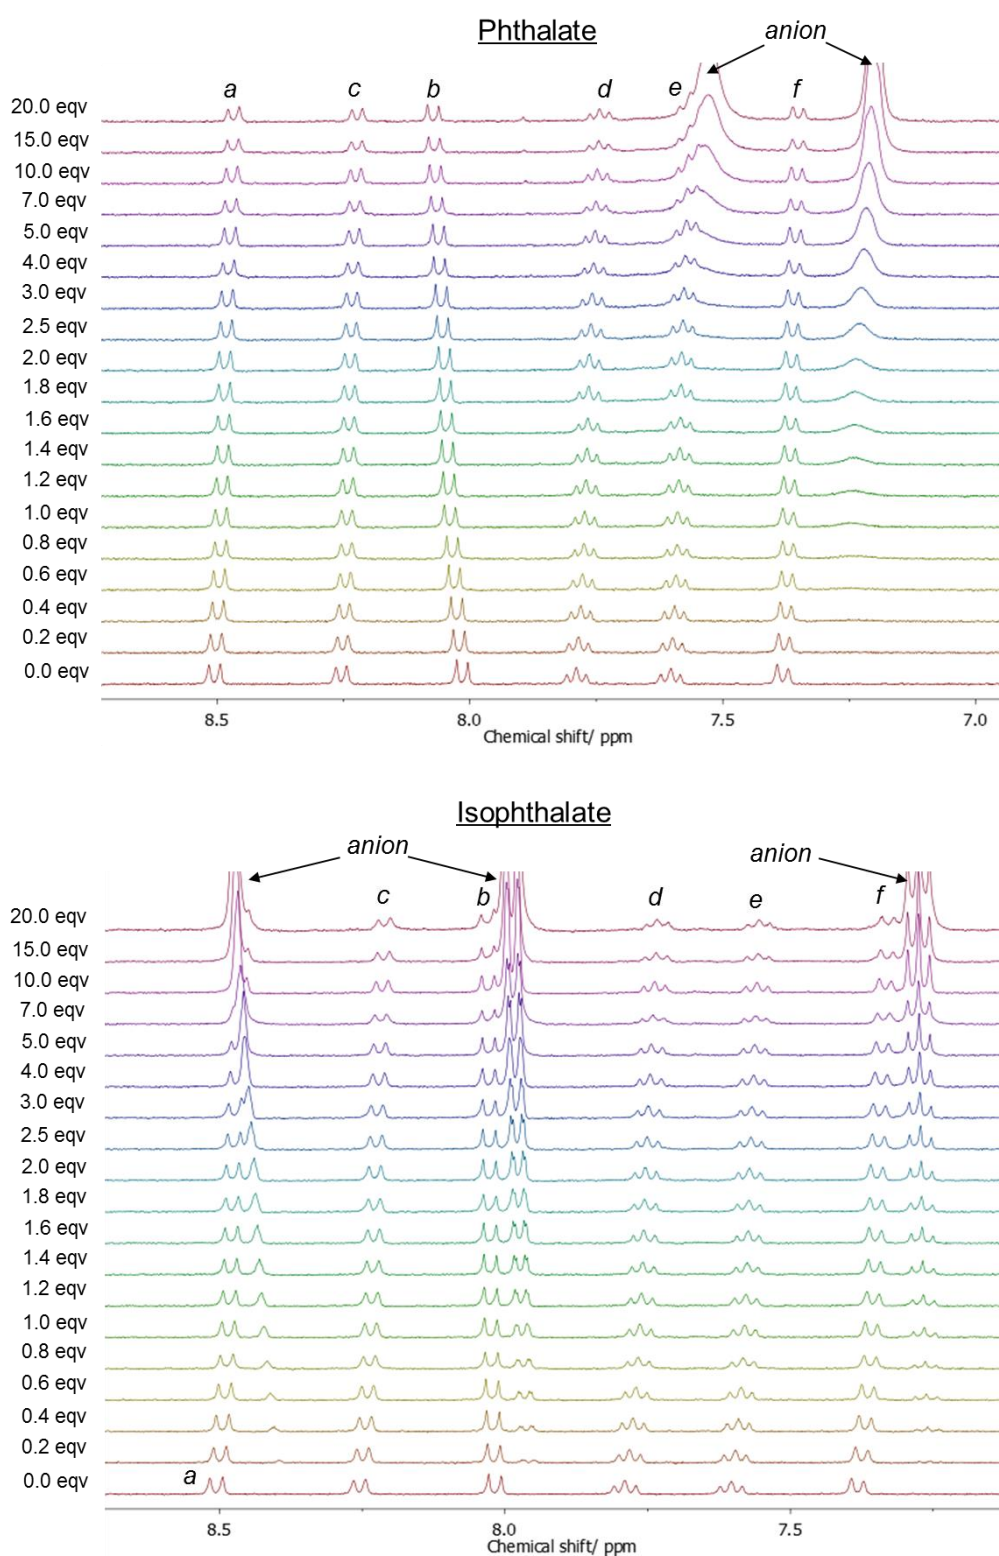 Phthalate
anion
a c b d e f
20.0 eqv
15.0 eqv
10.0 eqv
7.0 eqv
5.0 eqv
4.0 eqv
3.0 eqv
2.5 eqv
2.0 eqv
1.8 eqv
1.6 eqv
1.4 eqv
1.2 eqv
1.0 eqv
0.8 eqv
0.6 eqv
0.4 eqv
0.2 eqv
0.0 eqv
8.5 8.0 7.5 7.0
Chemical shift/ ppm
Isophthalate
anion anion
c b d e f
20.0 eqv
15.0 eqv
10.0 eqv
7.0 eqv
5.0 eqv
4.0 eqv
3.0 eqv
2.5 eqv
2.0 eqv
1.8 eqv
1.6 eqv
1.4 eqv
1.2 eqv
1.0 eqv
0.8 eqv
0.6 eqv
0.4 eqv
0.2 eqv
0.0 eqv a
8.5 8.0 7.5
Chemical shift/ ppm